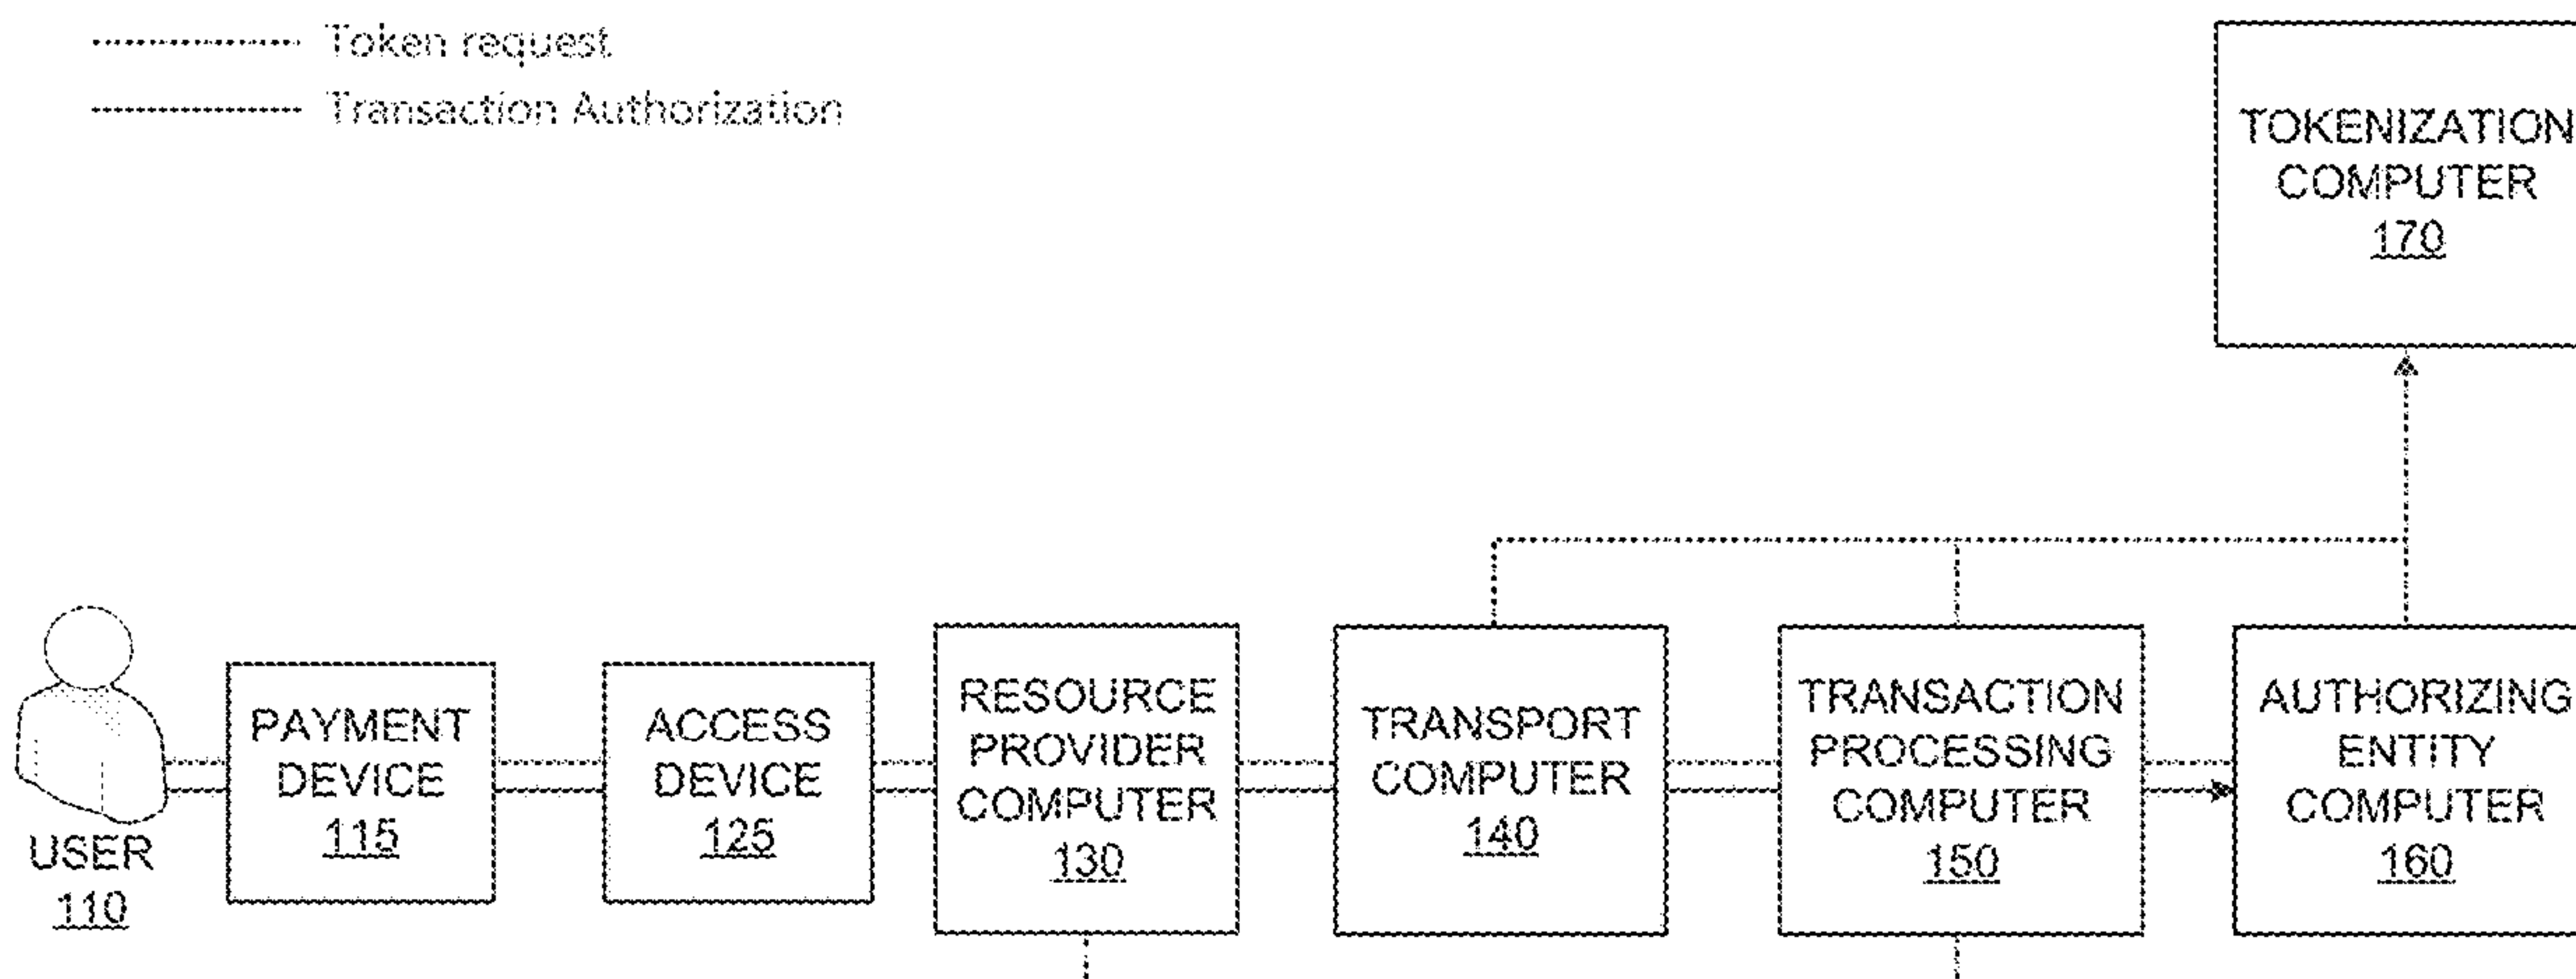 Token request
Transaction Authorization
TOKENIZATION
COMPUTER
170
USER
110
PAYMENT
DEVICE
115
ACCESS
DEVICE
125
RESOURCE
PROVIDER
COMPUTER
130
TRANSPORT
COMPUTER
140
TRANSACTION
PROCESSING
COMPUTER
150
AUTHORIZING
ENTITY
COMPUTER
160